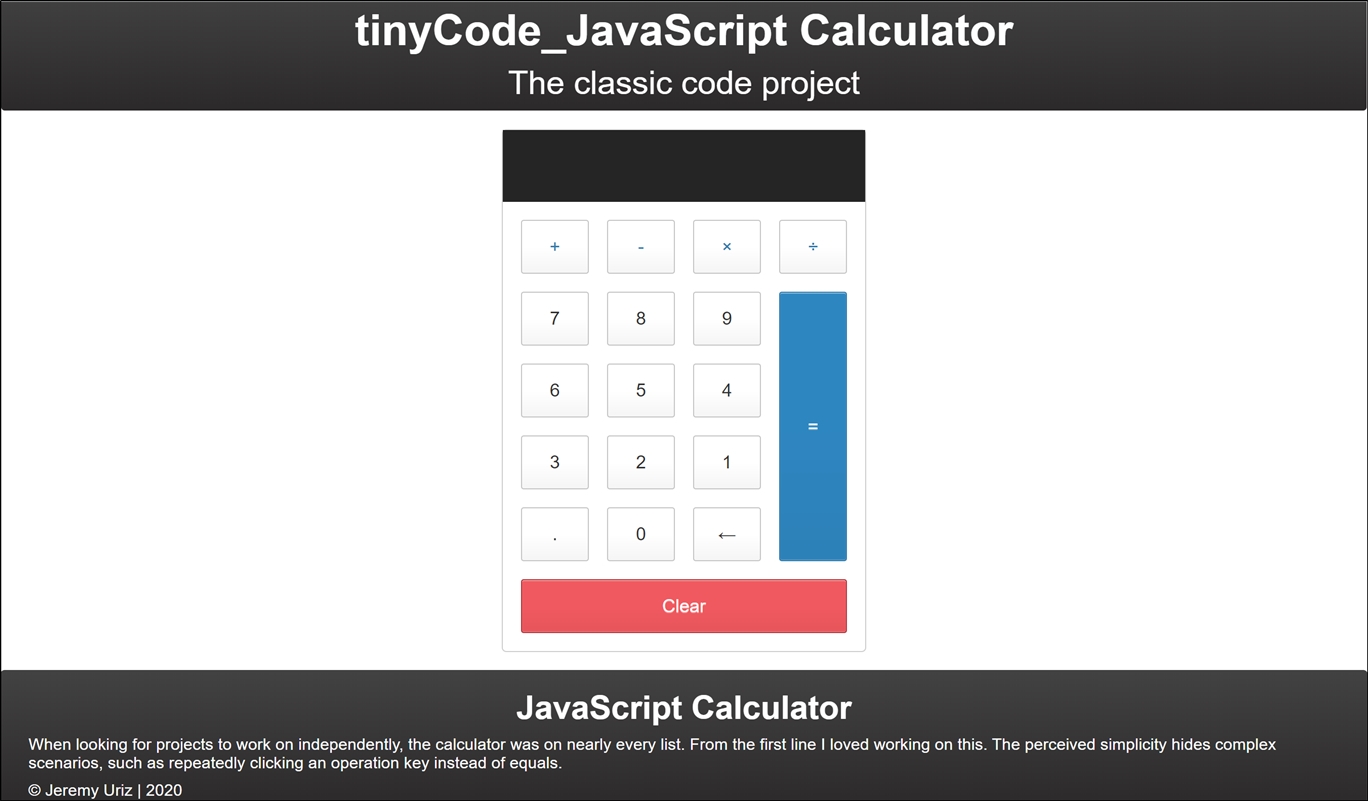 tinyCode_JavaScript Calculator
The classic code project
+ - × ÷
7 8 9
6 5 4
=
3 2 1
. 0 ←
Clear
JavaScript Calculator
When looking for projects to work on independently, the calculator was on nearly every list. From the first line I loved working on this. The perceived simplicity hides complex
scenarios, such as repeatedly clicking an operation key instead of equals.
© Jeremy Uriz | 2020